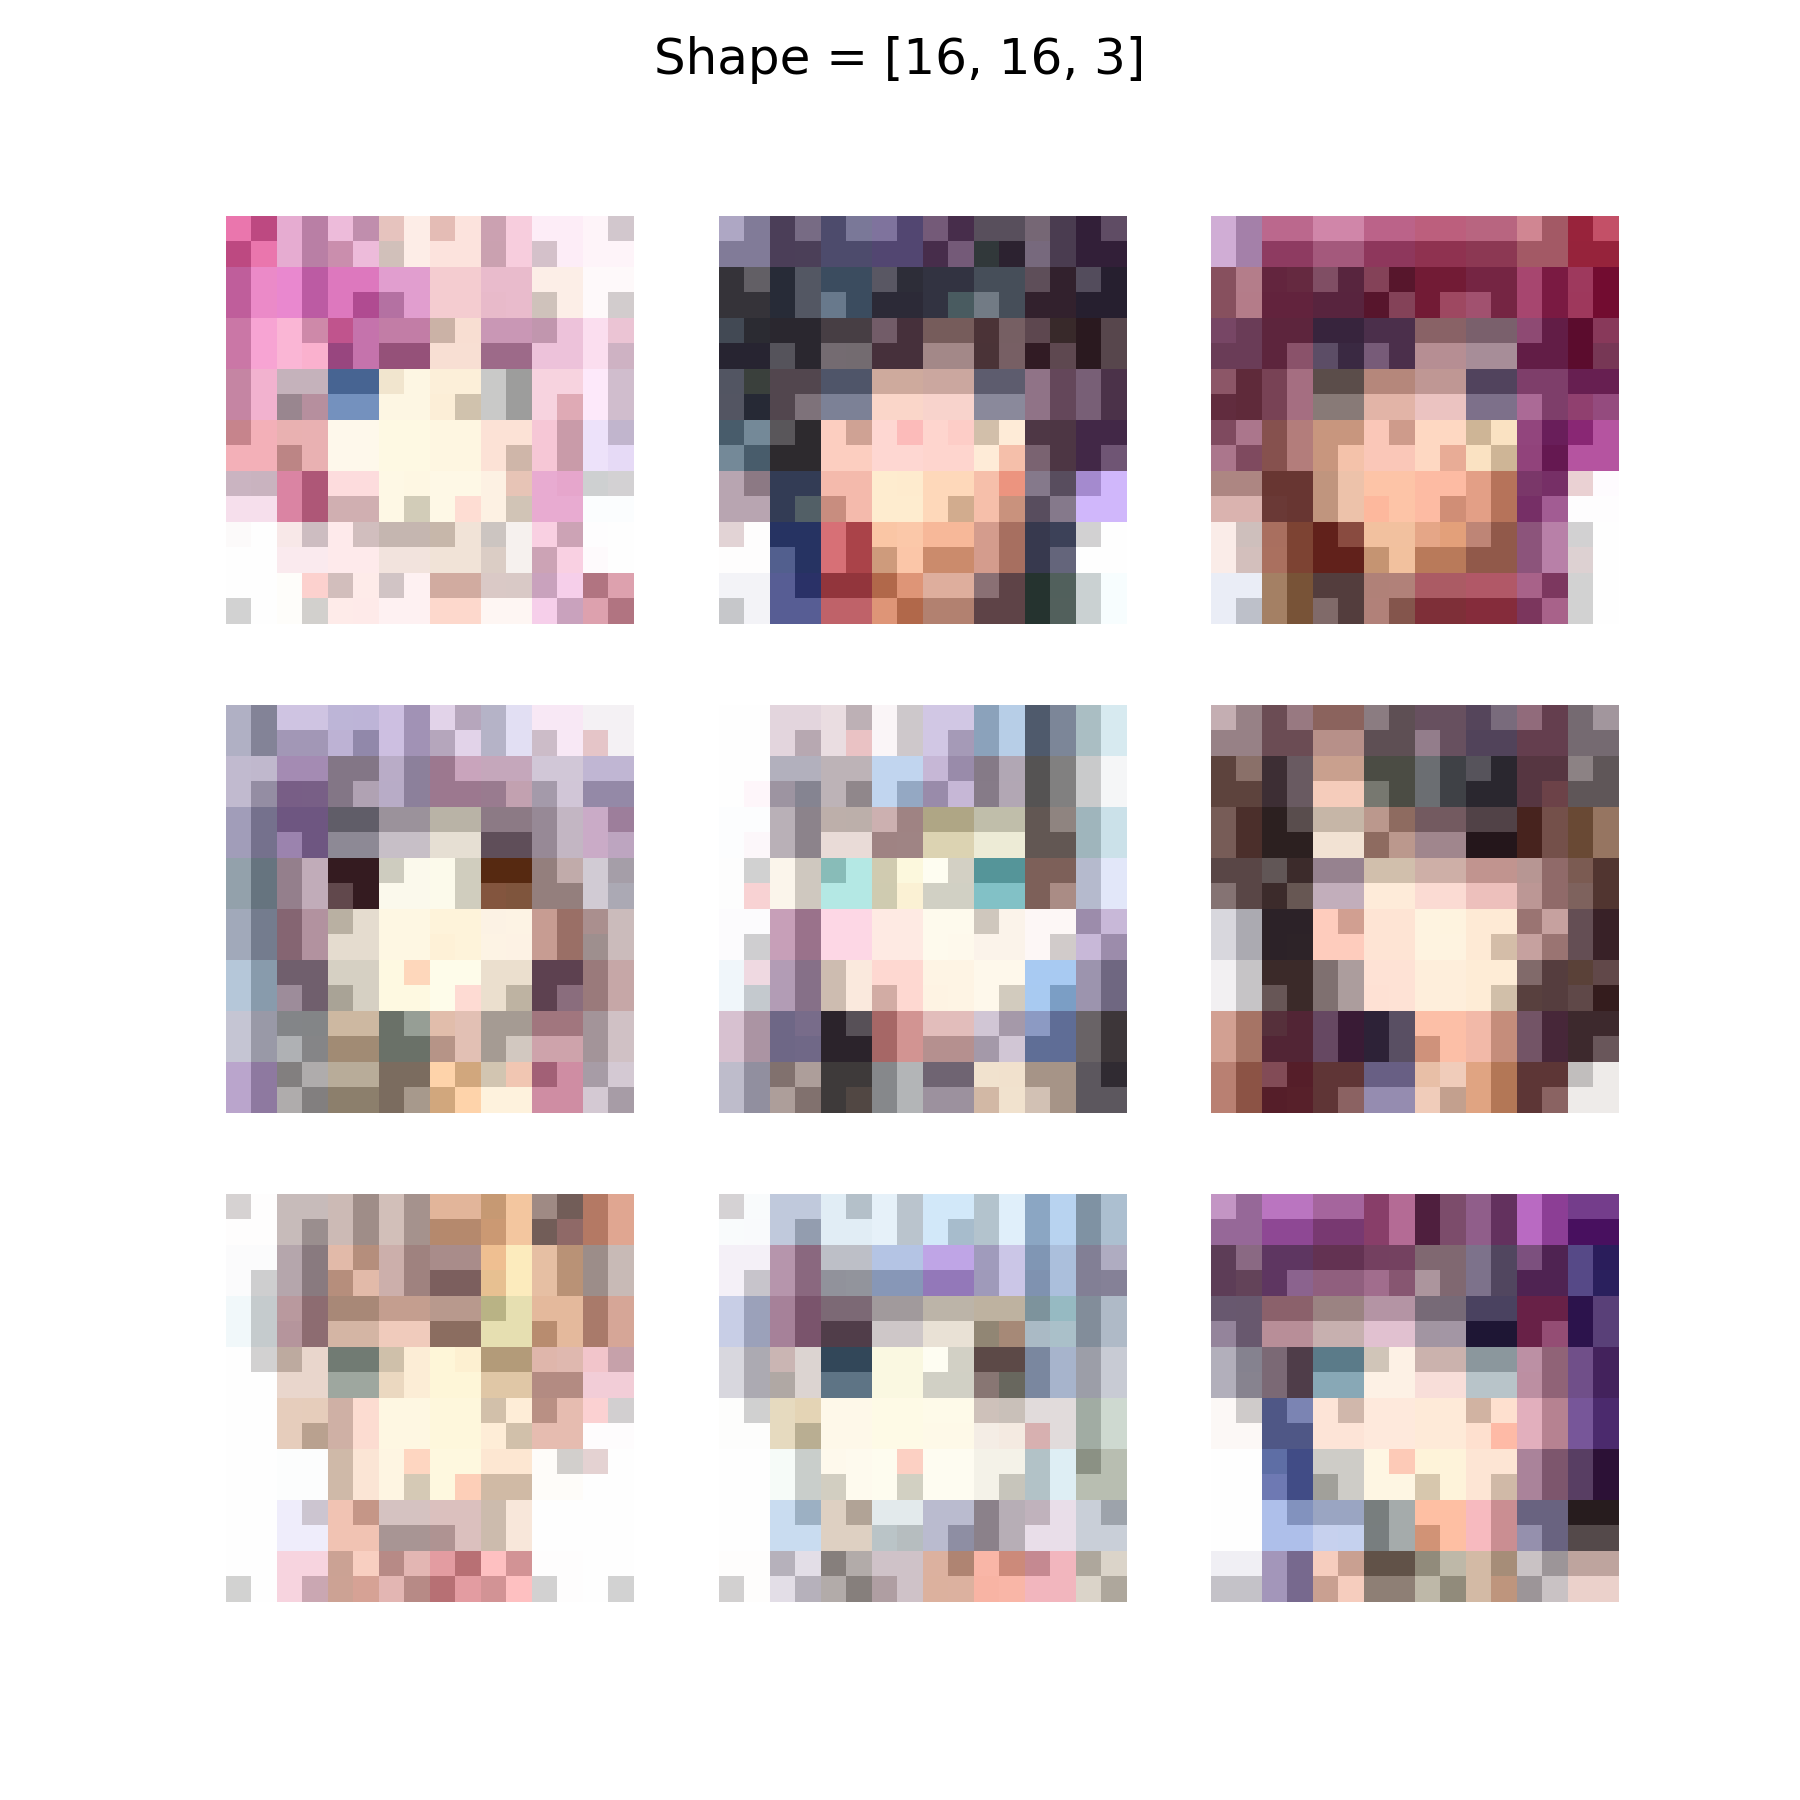 Shape = [16, 16, 3]